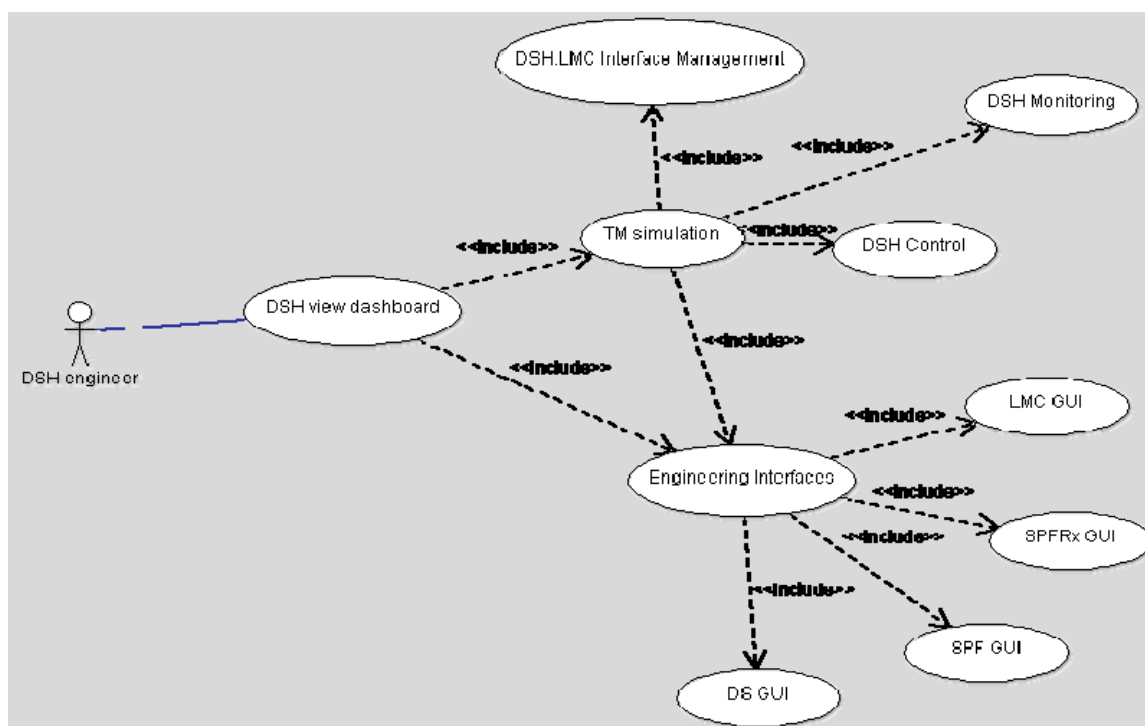 DSH.LMC Interface Management
DSH Monitoring
<<include>>
<<include>>
<<include>>
TM simulation
DSH Control
<<include>>
DSH view dashboard
DSH engineer
<<include>>
<<include>>
LMC GUI
<<include>>
Engineering Interfaces
<<include>>
SPFRx GUI
<<include>>
<<include>>
SPF GUI
DS GUI